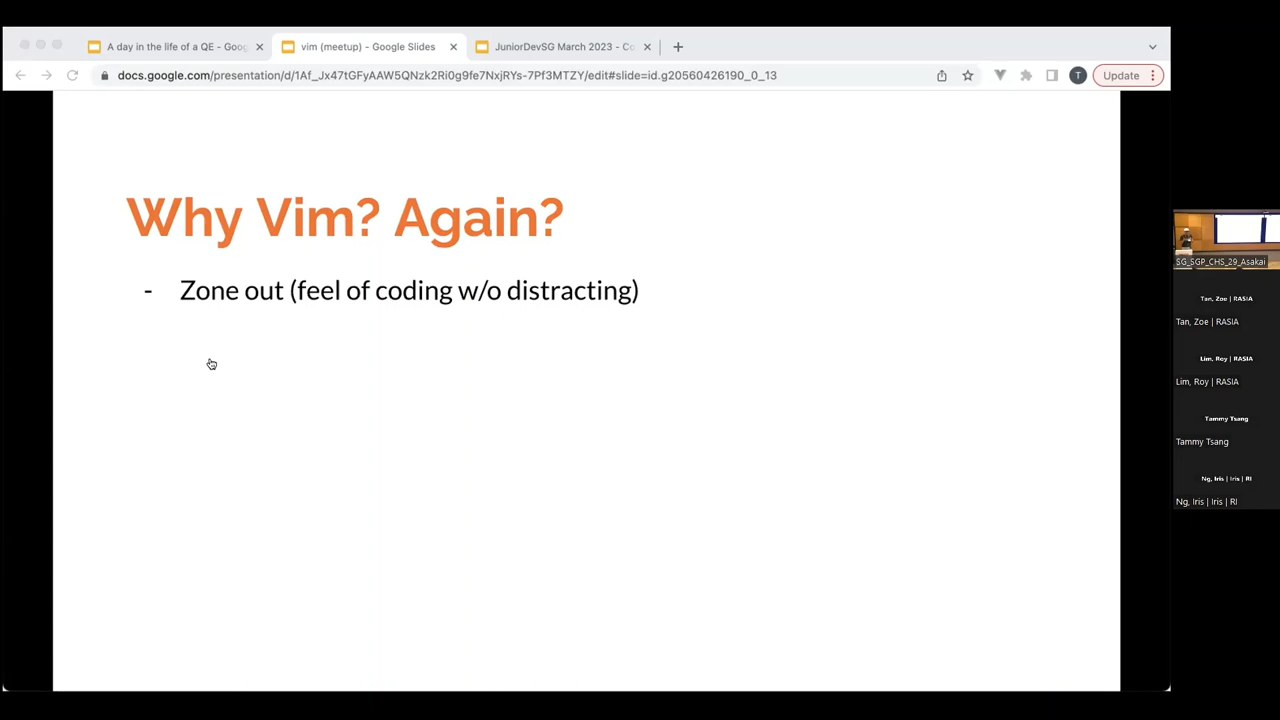 A day in the life of a QE - Goog
vim (meetup) - Google Slides
JuniorDevSG March 2023 - Co
docs.google.com/presentation/d/1Af_Jx47tGFyAAW5QNzk2Ri0g9fe7NxjRYs-7Pf3MTZY/edit#slide=id.g20560426190_0_13
T
Update
Why Vim? Again?
- Zone out (feel of coding w/o distracting)
SG_SGP_CHS_29_Asakai
Tan, Zoe | RASIA
Tan, Zoe | RASIA
Lim, Roy | RASIA
Lim, Roy | RASIA
Tammy Tsang
Tammy Tsang
Ng, Iris | Iris | RI
Ng, Iris | Iris | RI